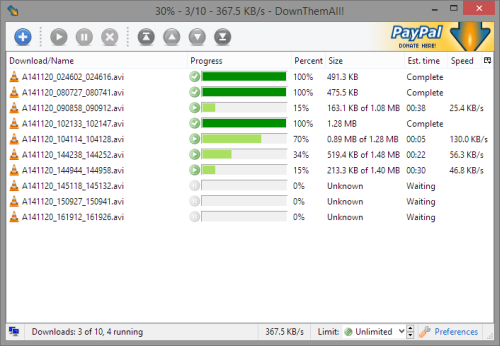 30% - 3/10 - 367.5 KB/s - DownThemAll!
PayPal
DONATE HERE!
Download/Name Progress Percent Size Est. time Speed
A141120_024602_024616.avi 100% 491.3 KB Complete
A141120_080727_080741.avi 100% 475.5 KB Complete
A141120_090858_090912.avi 15% 163.1 KB of 1.08 MB 00:38 25.4 KB/s
A141120_102133_102147.avi 100% 1.28 MB Complete
A141120_104114_104128.avi 70% 0.89 MB of 1.28 MB 00:05 130.0 KB/s
A141120_144238_144252.avi 34% 519.4 KB of 1.48 MB 00:22 56.3 KB/s
A141120_144944_144958.avi 15% 213.3 KB of 1.40 MB 00:30 46.8 KB/s
A141120_145118_145132.avi 0% Unknown Waiting
A141120_150927_150941.avi 0% Unknown Waiting
A141120_161912_161926.avi 0% Unknown Waiting
Downloads: 3 of 10, 4 running 367.5 KB/s Limit: Unlimited Preferences